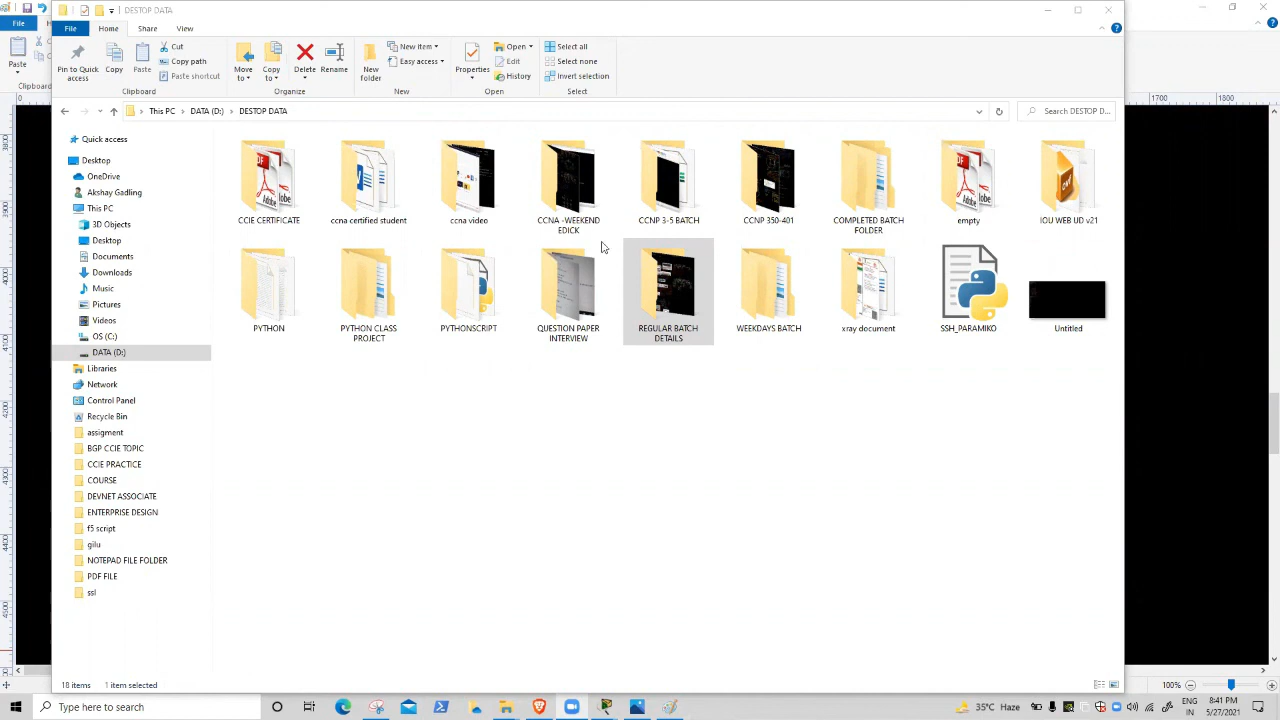 DESTOP DATA
File
Home
Share
View
File
Paste
Clipboard
Pin to Quick access
Copy
Paste
Cut
Copy path
Paste shortcut
Clipboard
Move to
Copy to
Delete
Rename
Organize
New folder
New item
Easy access
New
Properties
Open
Edit
History
Open
Select all
Select none
Invert selection
Select
This PC
DATA (D:)
DESTOP DATA
Search DESTOP D...
0
1700
1800
Quick access
Desktop
OneDrive
Akshay Gadling
This PC
3D Objects
Desktop
Documents
Downloads
Music
Pictures
Videos
OS (C:)
DATA (D:)
Libraries
Network
Control Panel
Recycle Bin
assigment
BGP CCIE TOPIC
CCIE PRACTICE
COURSE
DEVNET ASSOCIATE
ENTERPRISE DESIGN
f5 script
gilu
NOTEPAD FILE FOLDER
PDF FILE
ssl
CCIE CERTIFICATE
ccna certified student
ccna video
CCNA -WEEKEND
EDICK
CCNP 3-5 BATCH
CCNP 350-401
COMPLETED BATCH
FOLDER
empty
IOU WEB UD v21
PYTHON
PYTHON CLASS
PROJECT
PYTHONSCRIPT
QUESTION PAPER
INTERVIEW
REGULAR BATCH
DETAILS
WEEKDAYS BATCH
xray document
SSH_PARAMIKO
Untitled
18 items
1 item selected
100%
Type here to search
35°C Haze
ENG
IN
8:41 PM
5/27/2021